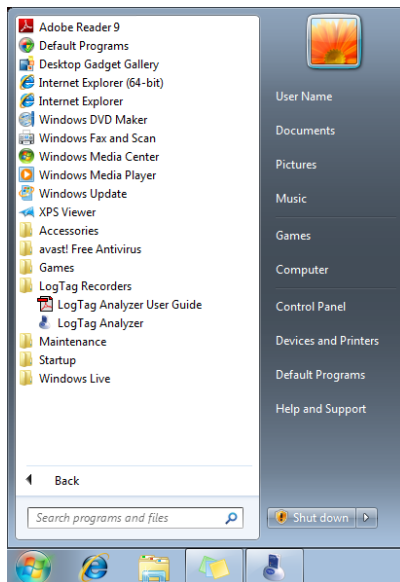 Adobe Reader 9
Default Programs
Desktop Gadget Gallery
Internet Explorer (64-bit)
Internet Explorer
Windows DVD Maker
Windows Fax and Scan
Windows Media Center
Windows Media Player
Windows Update
XPS Viewer
Accessories
avast! Free Antivirus
Games
LogTag Recorders
LogTag Analyzer User Guide
LogTag Analyzer
Maintenance
Startup
Windows Live
Back
Search programs and files
User Name
Documents
Pictures
Music
Games
Computer
Control Panel
Devices and Printers
Default Programs
Help and Support
Shut down